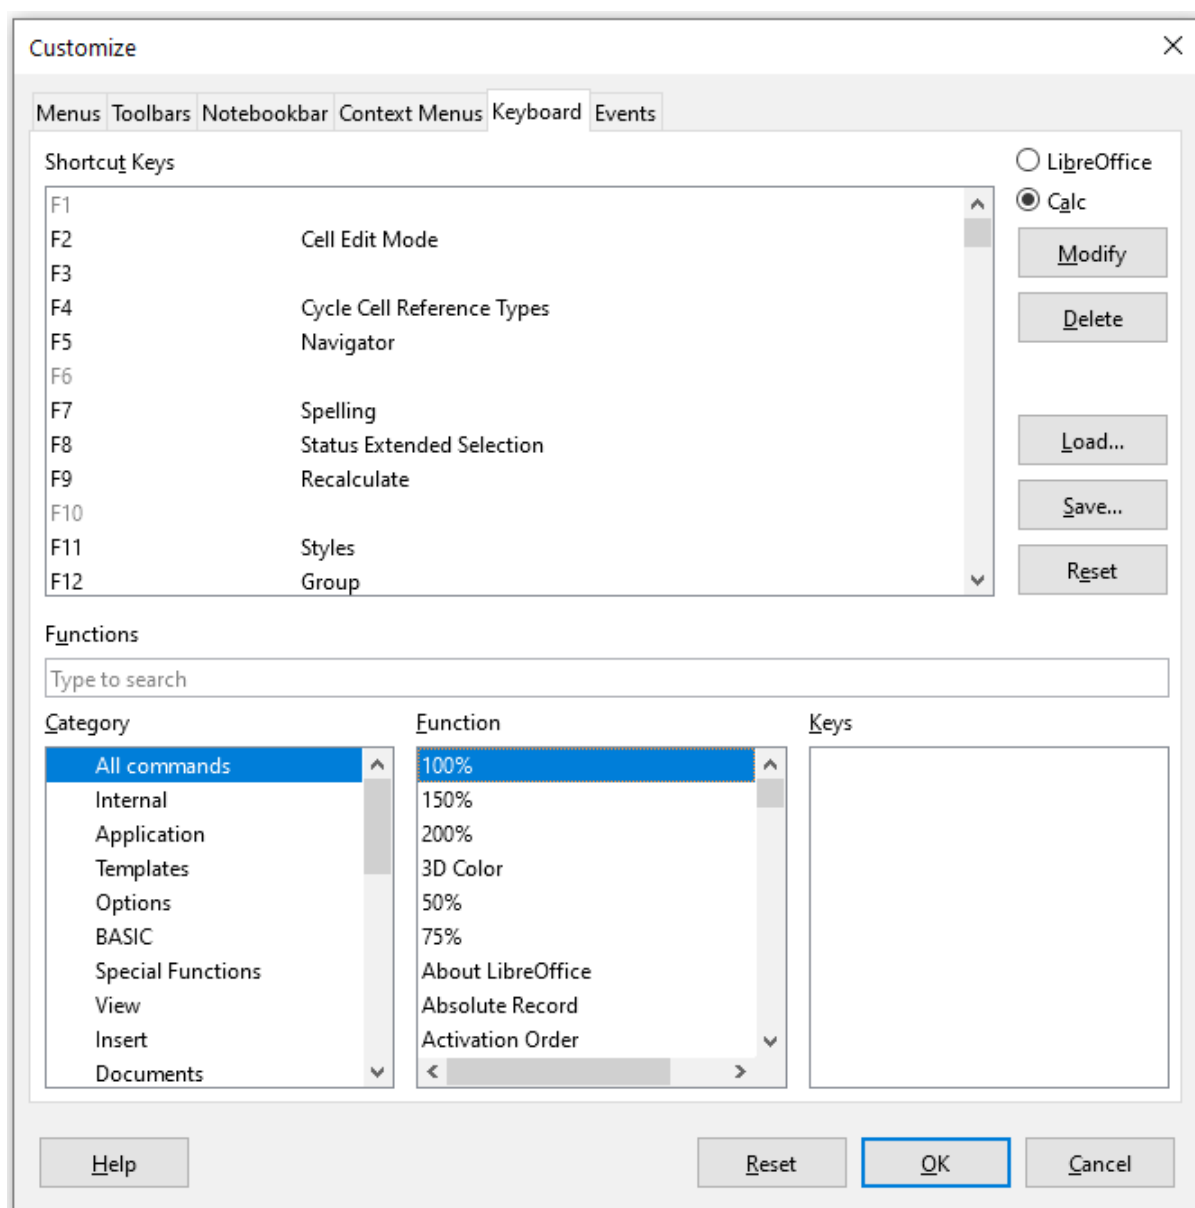 Customize
Menus Toolbars Notebookbar Context Menus Keyboard Events
Shortcut Keys
LibreOffice
Calc
F1
F2 Cell Edit Mode
F3
F4 Cycle Cell Reference Types
F5 Navigator
F6
F7 Spelling
F8 Status Extended Selection
F9 Recalculate
F10
F11 Styles
F12 Group
Modify
Delete
Load...
Save...
Reset
Functions
Type to search
Category
All commands
Internal
Application
Templates
Options
BASIC
Special Functions
View
Insert
Documents
Function
100%
150%
200%
3D Color
50%
75%
About LibreOffice
Absolute Record
Activation Order
Keys
Help Reset OK Cancel